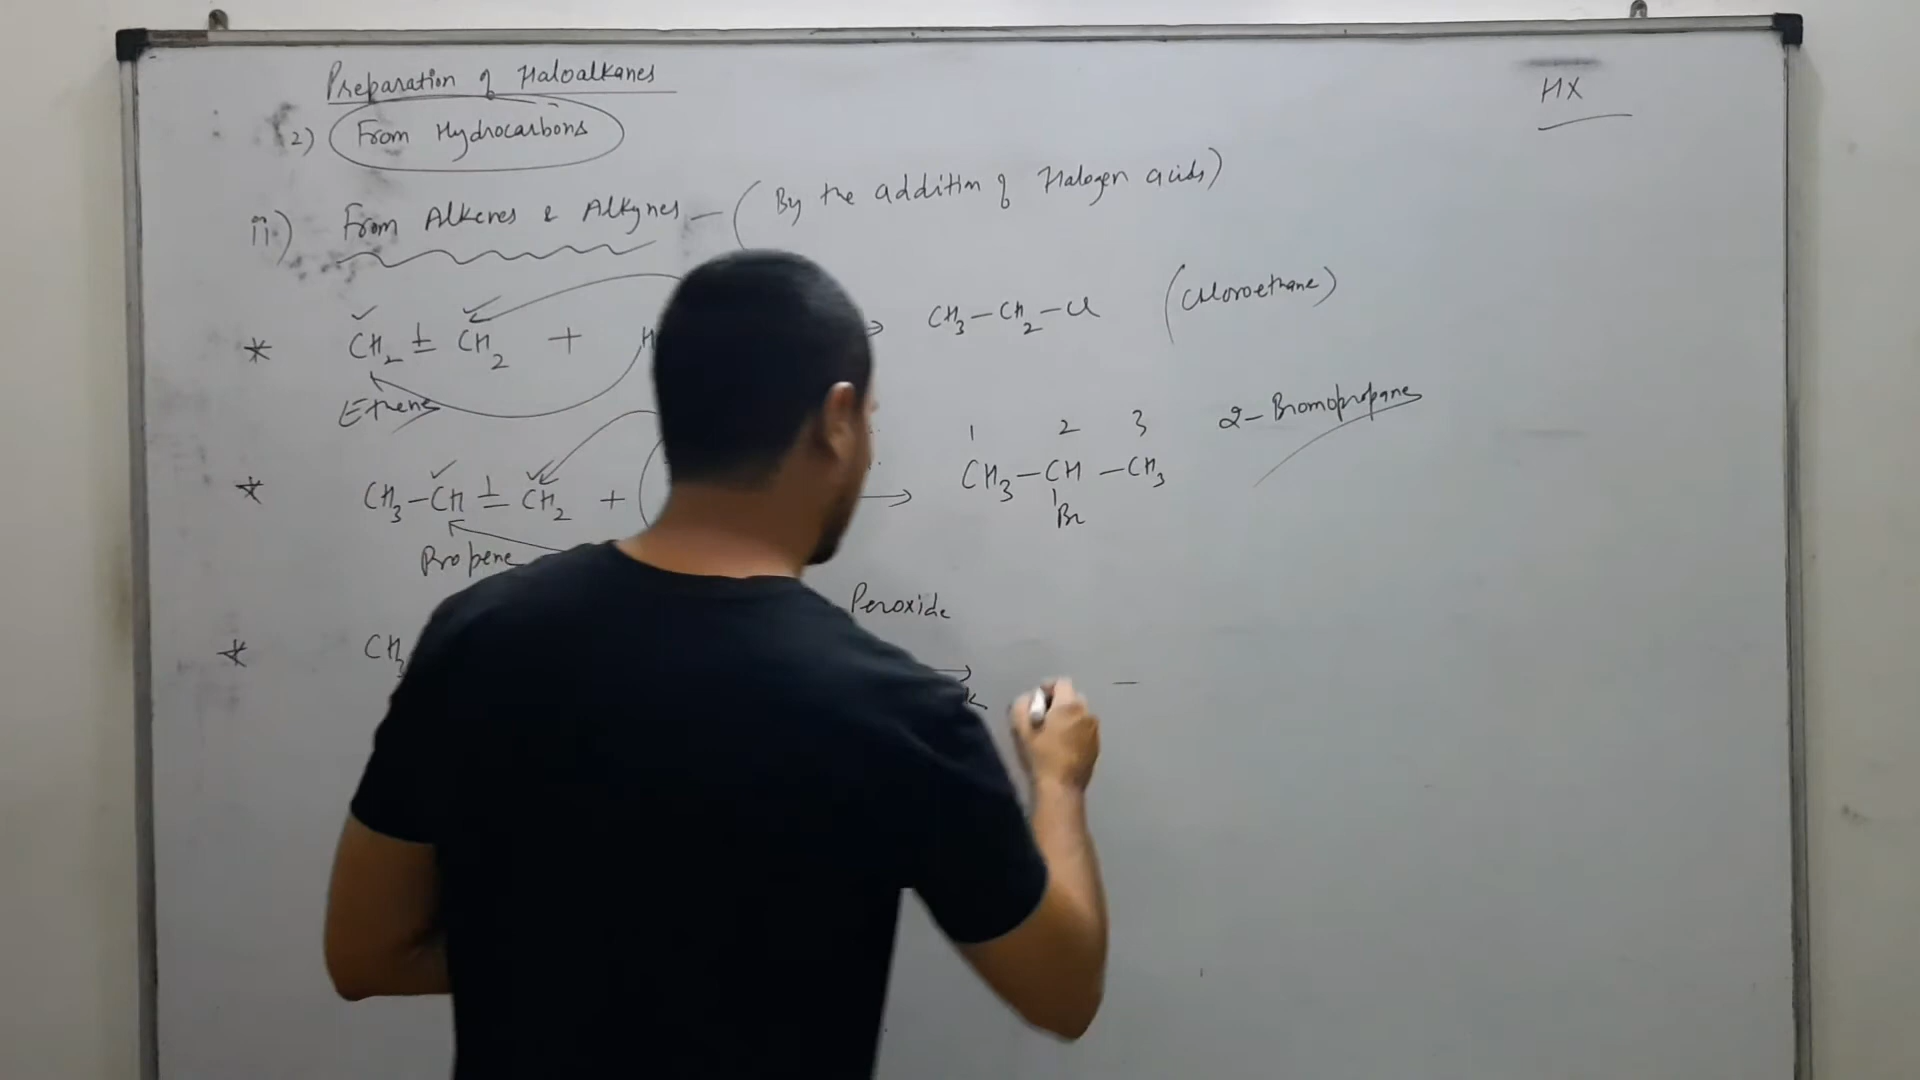 Preparation of Haloalkanes
HX
2) From Hydrocarbons
ii) From Alkenes & Alkynes — (By the addition of Halogen acids)
* CH₂ = CH₂ + H → CH₃ — CH₂ — Cl (Chloroethane)
Ethene
1 2 3 2- Bromopropane
* CH₃ — CH = CH₂ + → CH₃ — CH — CH₃
Br
Propene
Peroxide
* CH₃ →
k